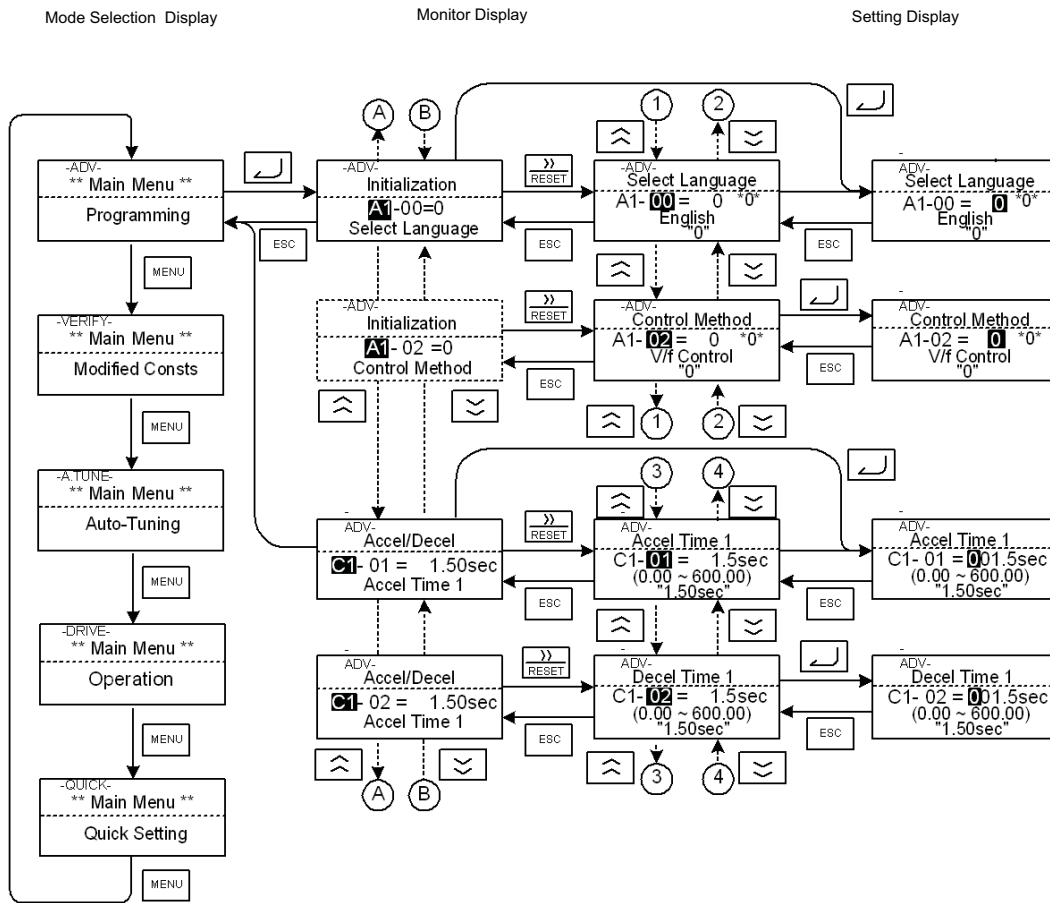 Mode Selection  Display
Monitor Display
Setting Display
A
B
1
2
-ADV-
** Main Menu **
Programming
-ADV-
Initialization
A1-00=0
Select Language
RESET
-ADV-
Select Language
A1- 00 = 0 *0*
English
"0"
-
ADV-
Select Language
A1-00 = 0 *0*
English
"0"
ESC
ESC
ESC
MENU
-VERIFY-
** Main Menu **
Modified Consts
-ADV-
Initialization
A1- 02 =0
Control Method
RESET
-ADV-
Control Method
A1- 02 = 0 *0*
V/f Control
"0"
-
ADV-
Control Method
A1-02 = 0 *0*
V/f Control
"0"
ESC
ESC
MENU
1
2
3
4
-A.TUNE-
** Main Menu **
Auto-Tuning
-
ADV-
Accel/Decel
C1- 01 = 1.50sec
Accel Time 1
RESET
-
ADV-
Accel Time 1
C1- 01 = 1.5sec
(0.00 ~ 600.00)
"1.50sec"
-
ADV-
Accel Time 1
C1- 01 = 001.5sec
(0.00 ~ 600.00)
"1.50sec"
MENU
ESC
ESC
-DRIVE-
** Main Menu **
Operation
ADV-
Accel/Decel
C1- 02 = 1.50sec
Accel Time 1
RESET
ADV-
Decel Time 1
C1- 02 = 1.5sec
(0.00 ~ 600.00)
"1.50sec"
-
ADV-
Decel Time 1
C1- 02 = 001.5sec
(0.00 ~ 600.00)
"1.50sec"
MENU
ESC
ESC
A
B
3
4
-QUICK-
** Main Menu **
Quick Setting
MENU